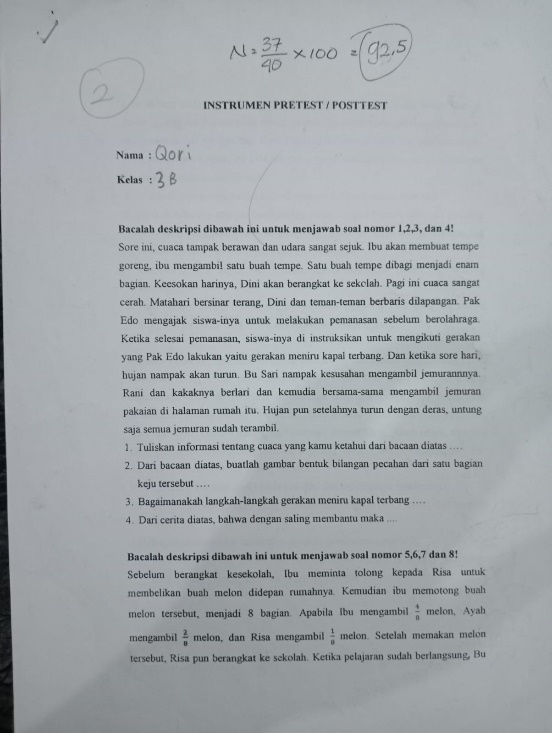 N = 37/40 × 100 = 92,5
2
INSTRUMEN PRETEST / POSTTEST
Nama : Qori
Kelas : 3B
Bacalah deskripsi dibawah ini untuk menjawab soal nomor 1,2,3, dan 4!
Sore ini, cuaca tampak berawan dan udara sangat sejuk. Ibu akan membuat tempe
goreng, ibu mengambil satu buah tempe. Satu buah tempe dibagi menjadi enam
bagian. Keesokan harinya, Dini akan berangkat ke sekolah. Pagi ini cuaca sangat
cerah. Matahari bersinar terang, Dini dan teman-teman berbaris dilapangan. Pak
Edo mengajak siswa-inya untuk melakukan pemanasan sebelum berolahraga.
Ketika selesai pemanasan, siswa-inya di instruksikan untuk mengikuti gerakan
yang Pak Edo lakukan yaitu gerakan meniru kapal terbang. Dan ketika sore hari,
hujan nampak akan turun. Bu Sari nampak kesusahan mengambil jemurannnya.
Rani dan kakaknya berlari dan kemudia bersama-sama mengambil jemuran
pakaian di halaman rumah itu. Hujan pun setelahnya turun dengan deras, untung
saja semua jemuran sudah terambil.
1. Tuliskan informasi tentang cuaca yang kamu ketahui dari bacaan diatas ....
2. Dari bacaan diatas, buatlah gambar bentuk bilangan pecahan dari satu bagian
keju tersebut ....
3. Bagaimanakah langkah-langkah gerakan meniru kapal terbang ....
4. Dari cerita diatas, bahwa dengan saling membantu maka ....
Bacalah deskripsi dibawah ini untuk menjawab soal nomor 5,6,7 dan 8!
Sebelum berangkat kesekolah, Ibu meminta tolong kepada Risa untuk
membelikan buah melon didepan rumahnya. Kemudian ibu memotong buah
melon tersebut, menjadi 8 bagian. Apabila Ibu mengambil 4/8 melon, Ayah
mengambil 2/8 melon, dan Risa mengambil 1/8 melon. Setelah memakan melon
tersebut, Risa pun berangkat ke sekolah. Ketika pelajaran sudah berlangsung, Bu